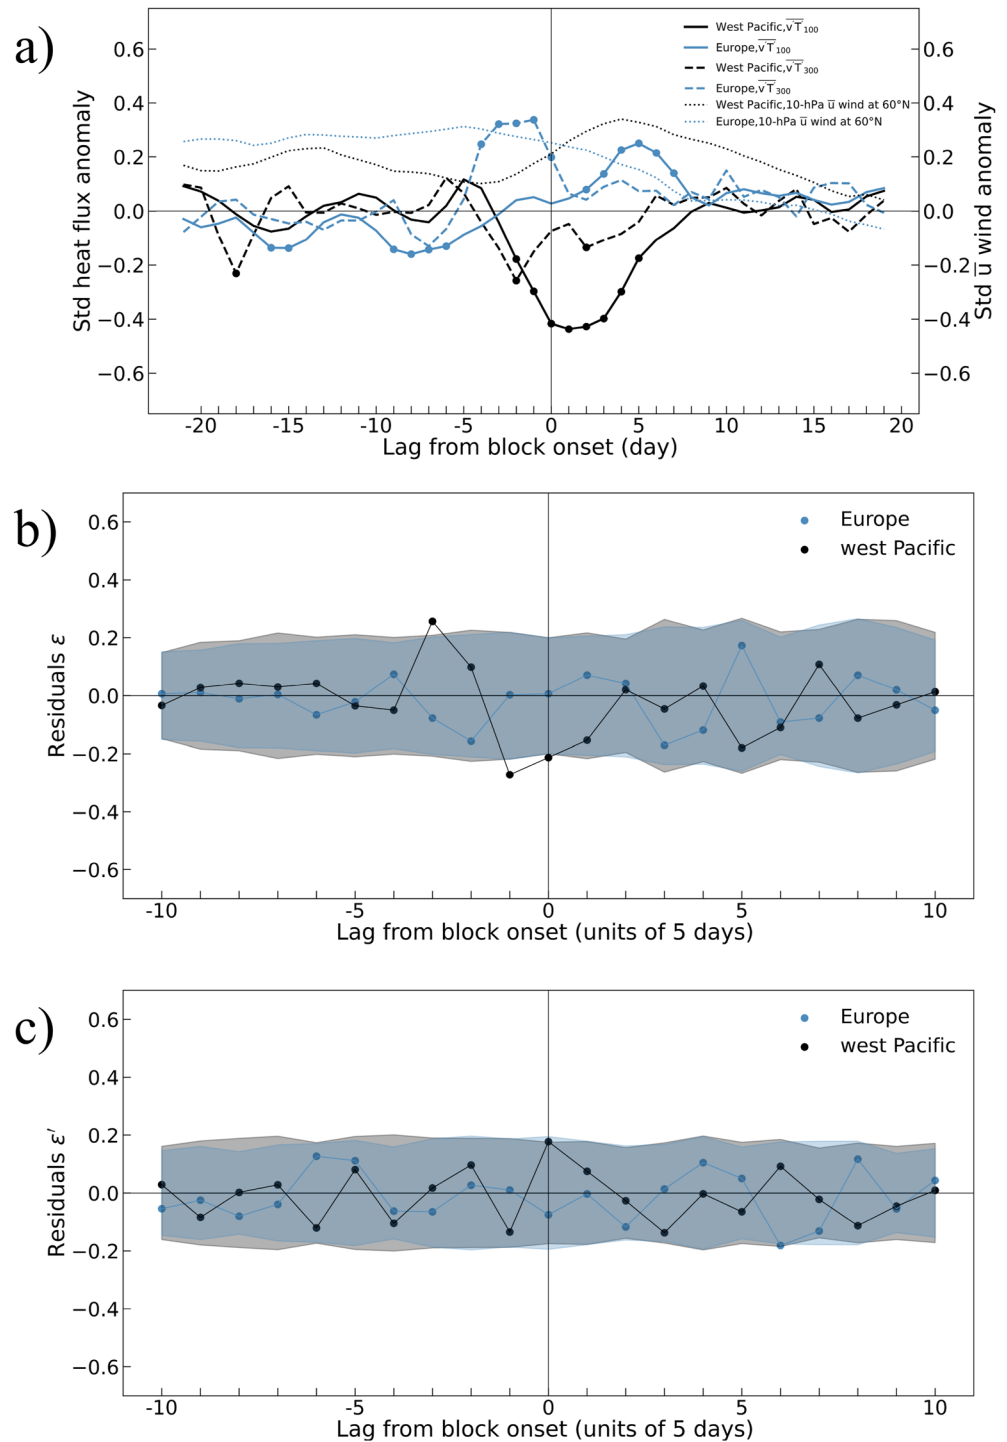 a)
West Pacific, v'T'100
Europe, v'T'100
West Pacific, v'T'300
Europe, v'T'300
West Pacific,10-hPa u̅ wind at 60°N
Europe,10-hPa u̅ wind at 60°N
Std heat flux anomaly
Std u̅ wind anomaly
0.6 0.6
0.4 0.4
0.2 0.2
0.0 0.0
−0.2 −0.2
−0.4 −0.4
−0.6 −0.6
-20 -15 -10 -5 0 5 10 15 20
Lag from block onset (day)
b)
Europe
west Pacific
Residuals ε
0.6
0.4
0.2
0.0
−0.2
−0.4
−0.6
-10 -5 0 5 10
Lag from block onset (units of 5 days)
c)
Europe
west Pacific
Residuals ε′
0.6
0.4
0.2
0.0
−0.2
−0.4
−0.6
-10 -5 0 5 10
Lag from block onset (units of 5 days)